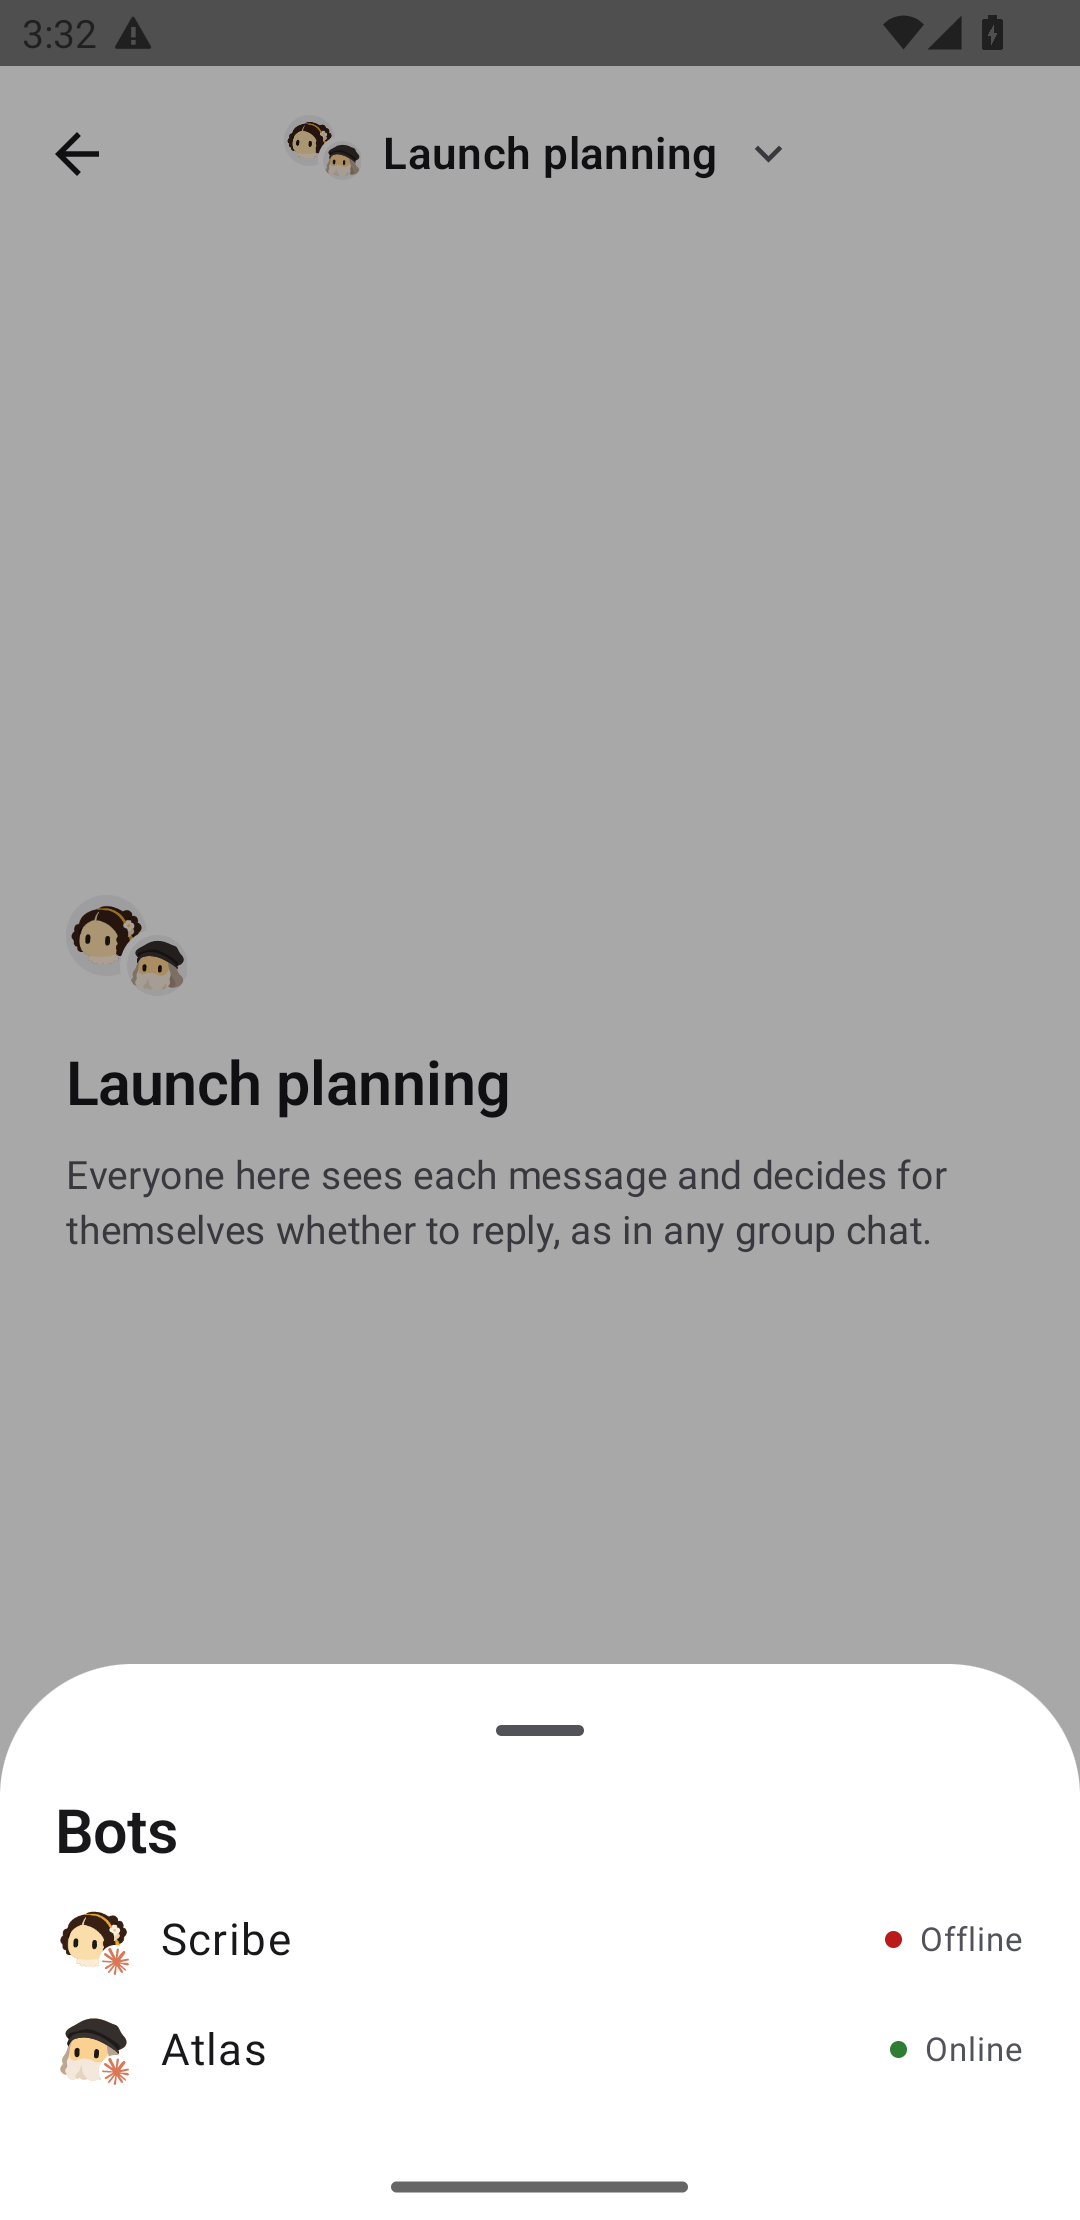 3:32
Launch planning
Launch planning
Everyone here sees each message and decides for
themselves whether to reply, as in any group chat.
Bots
Scribe
Offline
Atlas
Online